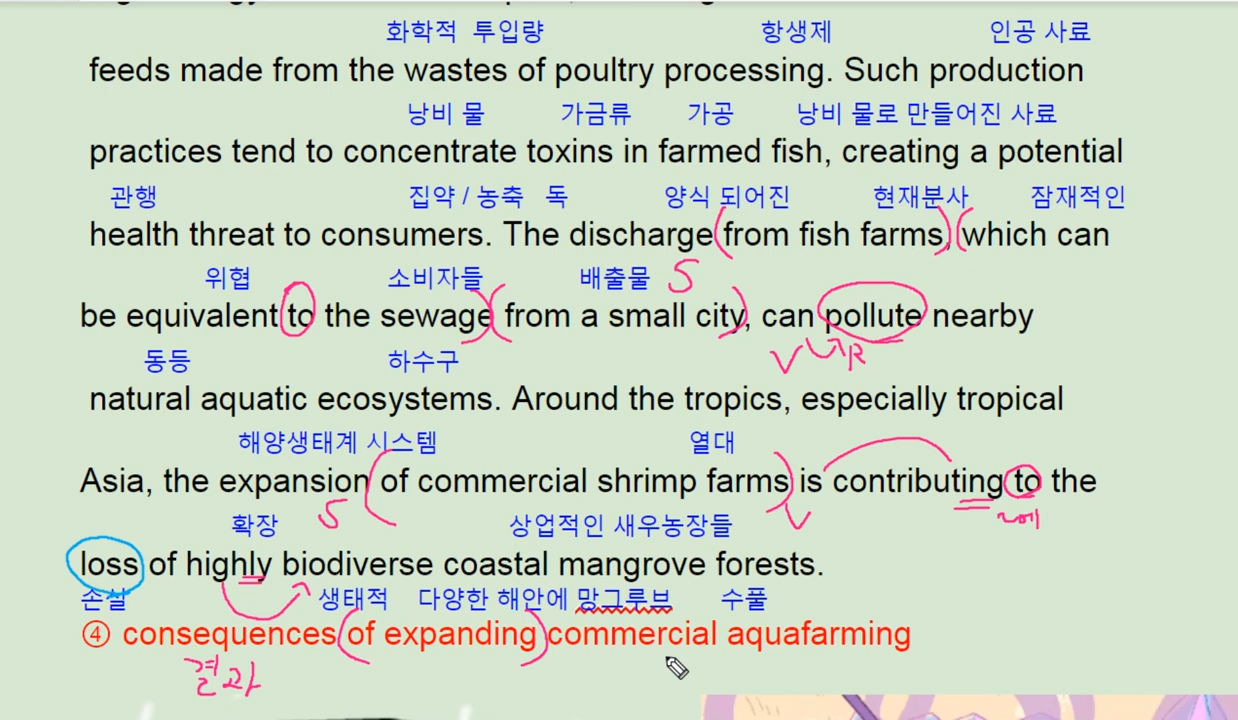 화학적 투입량 항생제 인공 사료
feeds made from the wastes of poultry processing. Such production
낭비 물 가금류 가공 낭비 물로 만들어진 사료
practices tend to concentrate toxins in farmed fish, creating a potential
관행 집약 / 농축 독 양식 되어진 현재분사 잠재적인
health threat to consumers. The discharge from fish farms, which can
위협 소비자들 배출물 S
be equivalent to the sewage from a small city, can pollute nearby
동등 하수구 V R
natural aquatic ecosystems. Around the tropics, especially tropical
해양생태계 시스템 열대
Asia, the expansion of commercial shrimp farms is contributing to the
확장 S 상업적인 새우농장들 V ~에
loss of highly biodiverse coastal mangrove forests.
손실 생태적 다양한 해안에 망그루브 수풀
④ consequences of expanding commercial aquafarming
결과